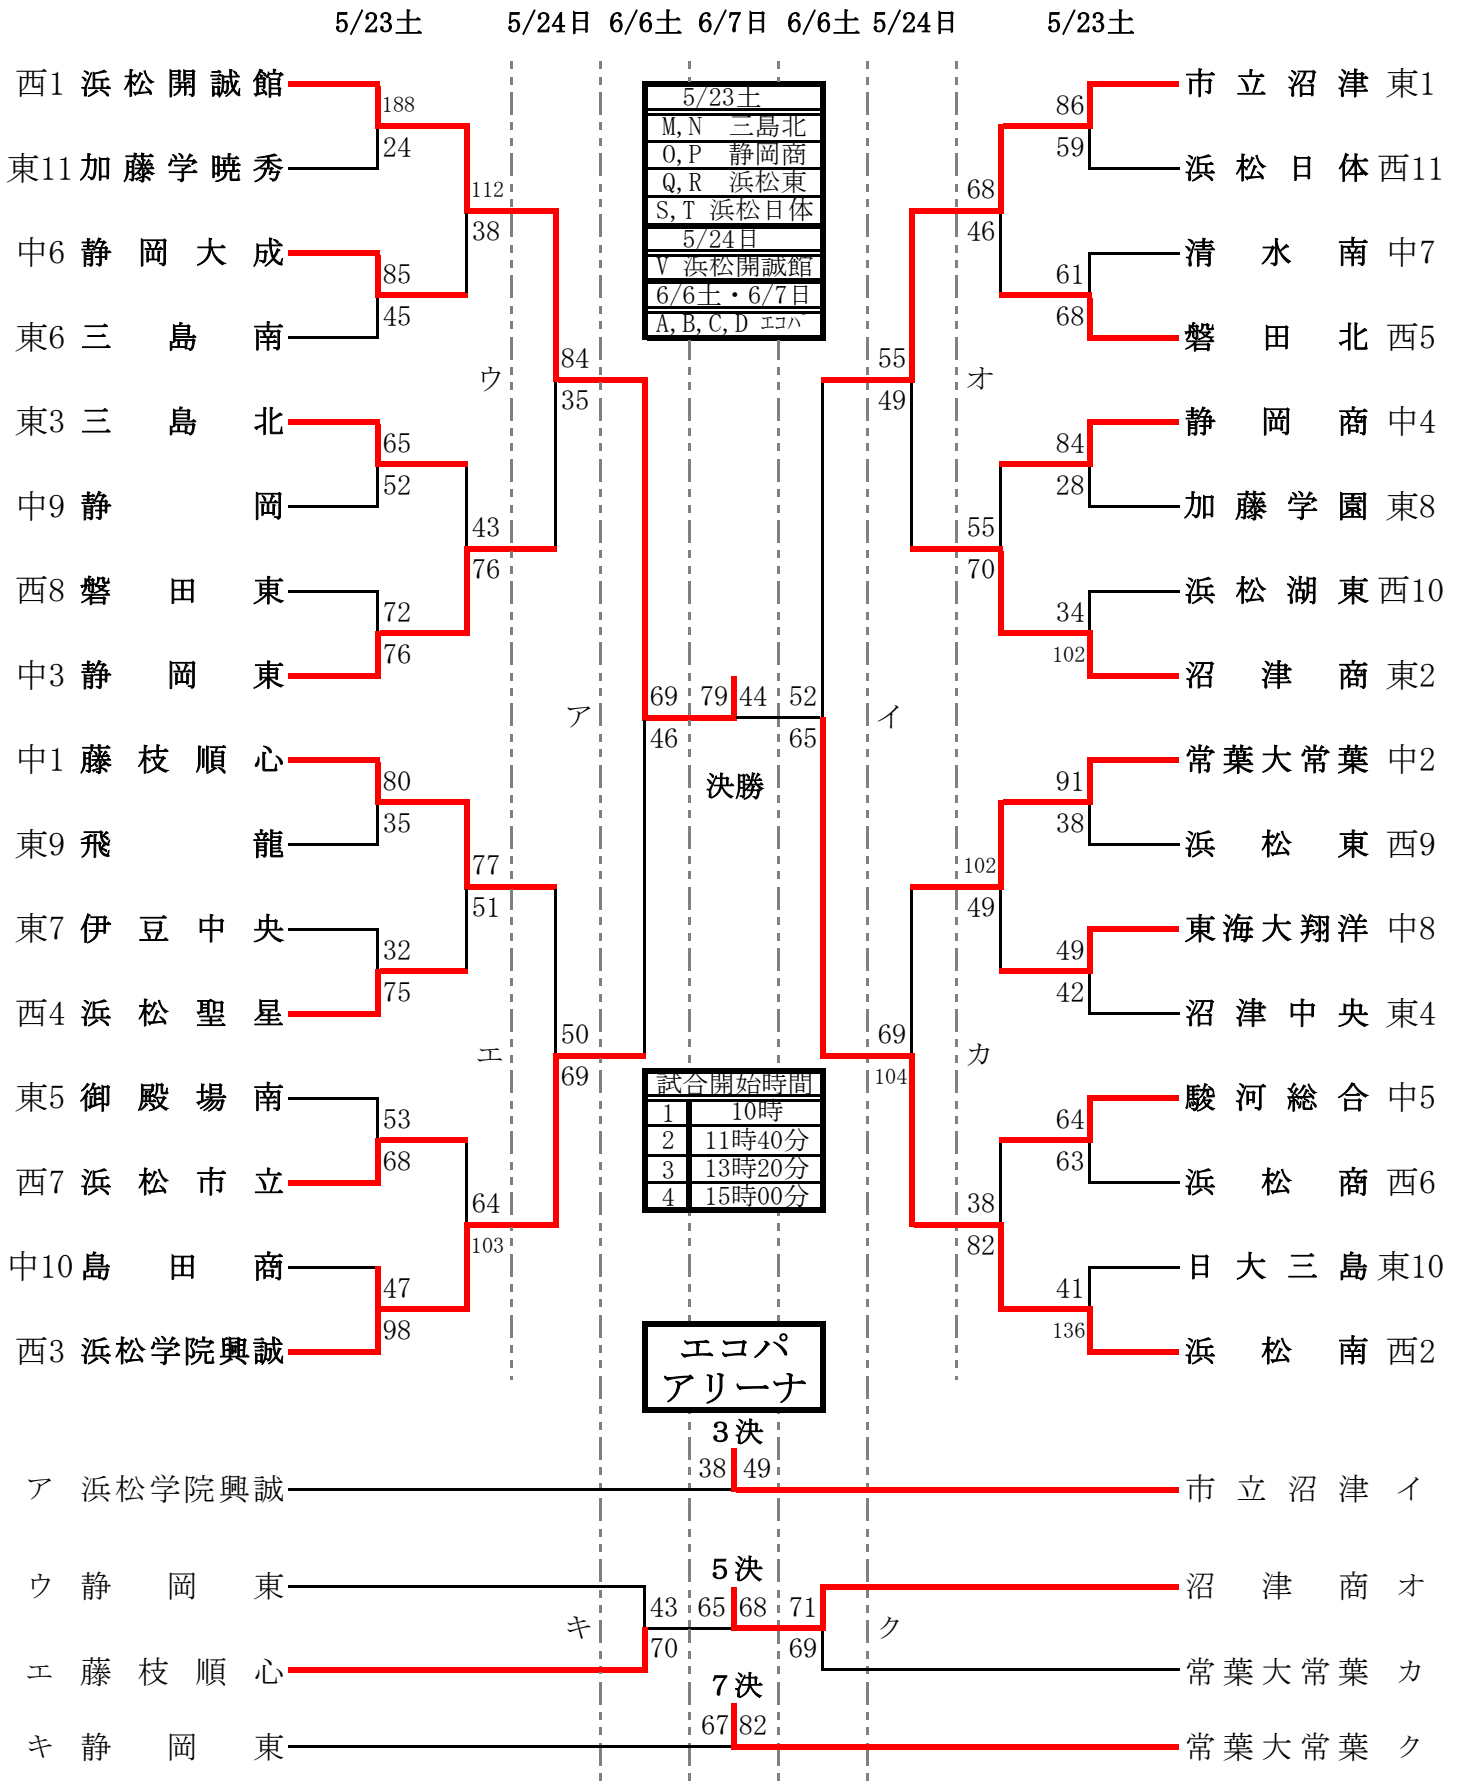 5/23土 5/24日 6/6土 6/7日 6/6土 5/24日 5/23土
西1 浜松開誠館
188
24
東11 加藤学暁秀
112
38
中6 静岡大成
85
45
東6 三島南
84
35
ウ
東3 三島北
65
52
中9 静岡
43
76
西8 磐田東
72
76
中3 静岡東
69
46
ア
中1 藤枝順心
80
35
東9 飛龍
77
51
東7 伊豆中央
32
75
西4 浜松聖星
50
69
エ
東5 御殿場南
53
68
西7 浜松市立
64
103
中10 島田商
47
98
西3 浜松学院興誠
5/23土
M,N 三島北
O,P 静岡商
Q,R 浜松東
S,T 浜松日体
5/24日
V 浜松開誠館
6/6土・6/7日
A,B,C,D エコパ
79 44
決勝
試合開始時間
1 10時
2 11時40分
3 13時20分
4 15時00分
エコパ
アリーナ
市立沼津 東1
86
59
浜松日体 西11
68
46
清水南 中7
61
68
磐田北 西5
55
49
オ
静岡商 中4
84
28
加藤学園 東8
55
70
浜松湖東 西10
34
102
沼津商 東2
52
65
イ
常葉大常葉 中2
91
38
浜松東 西9
102
49
東海大翔洋 中8
49
42
沼津中央 東4
69
104
カ
駿河総合 中5
64
63
浜松商 西6
38
82
日大三島 東10
41
136
浜松南 西2
3決
38 49
ア 浜松学院興誠 市立沼津 イ
5決
ウ 静岡東 沼津商 オ
43 65 68 71
キ ク
70 69
エ 藤枝順心 常葉大常葉 カ
7決
67 82
キ 静岡東 常葉大常葉 ク